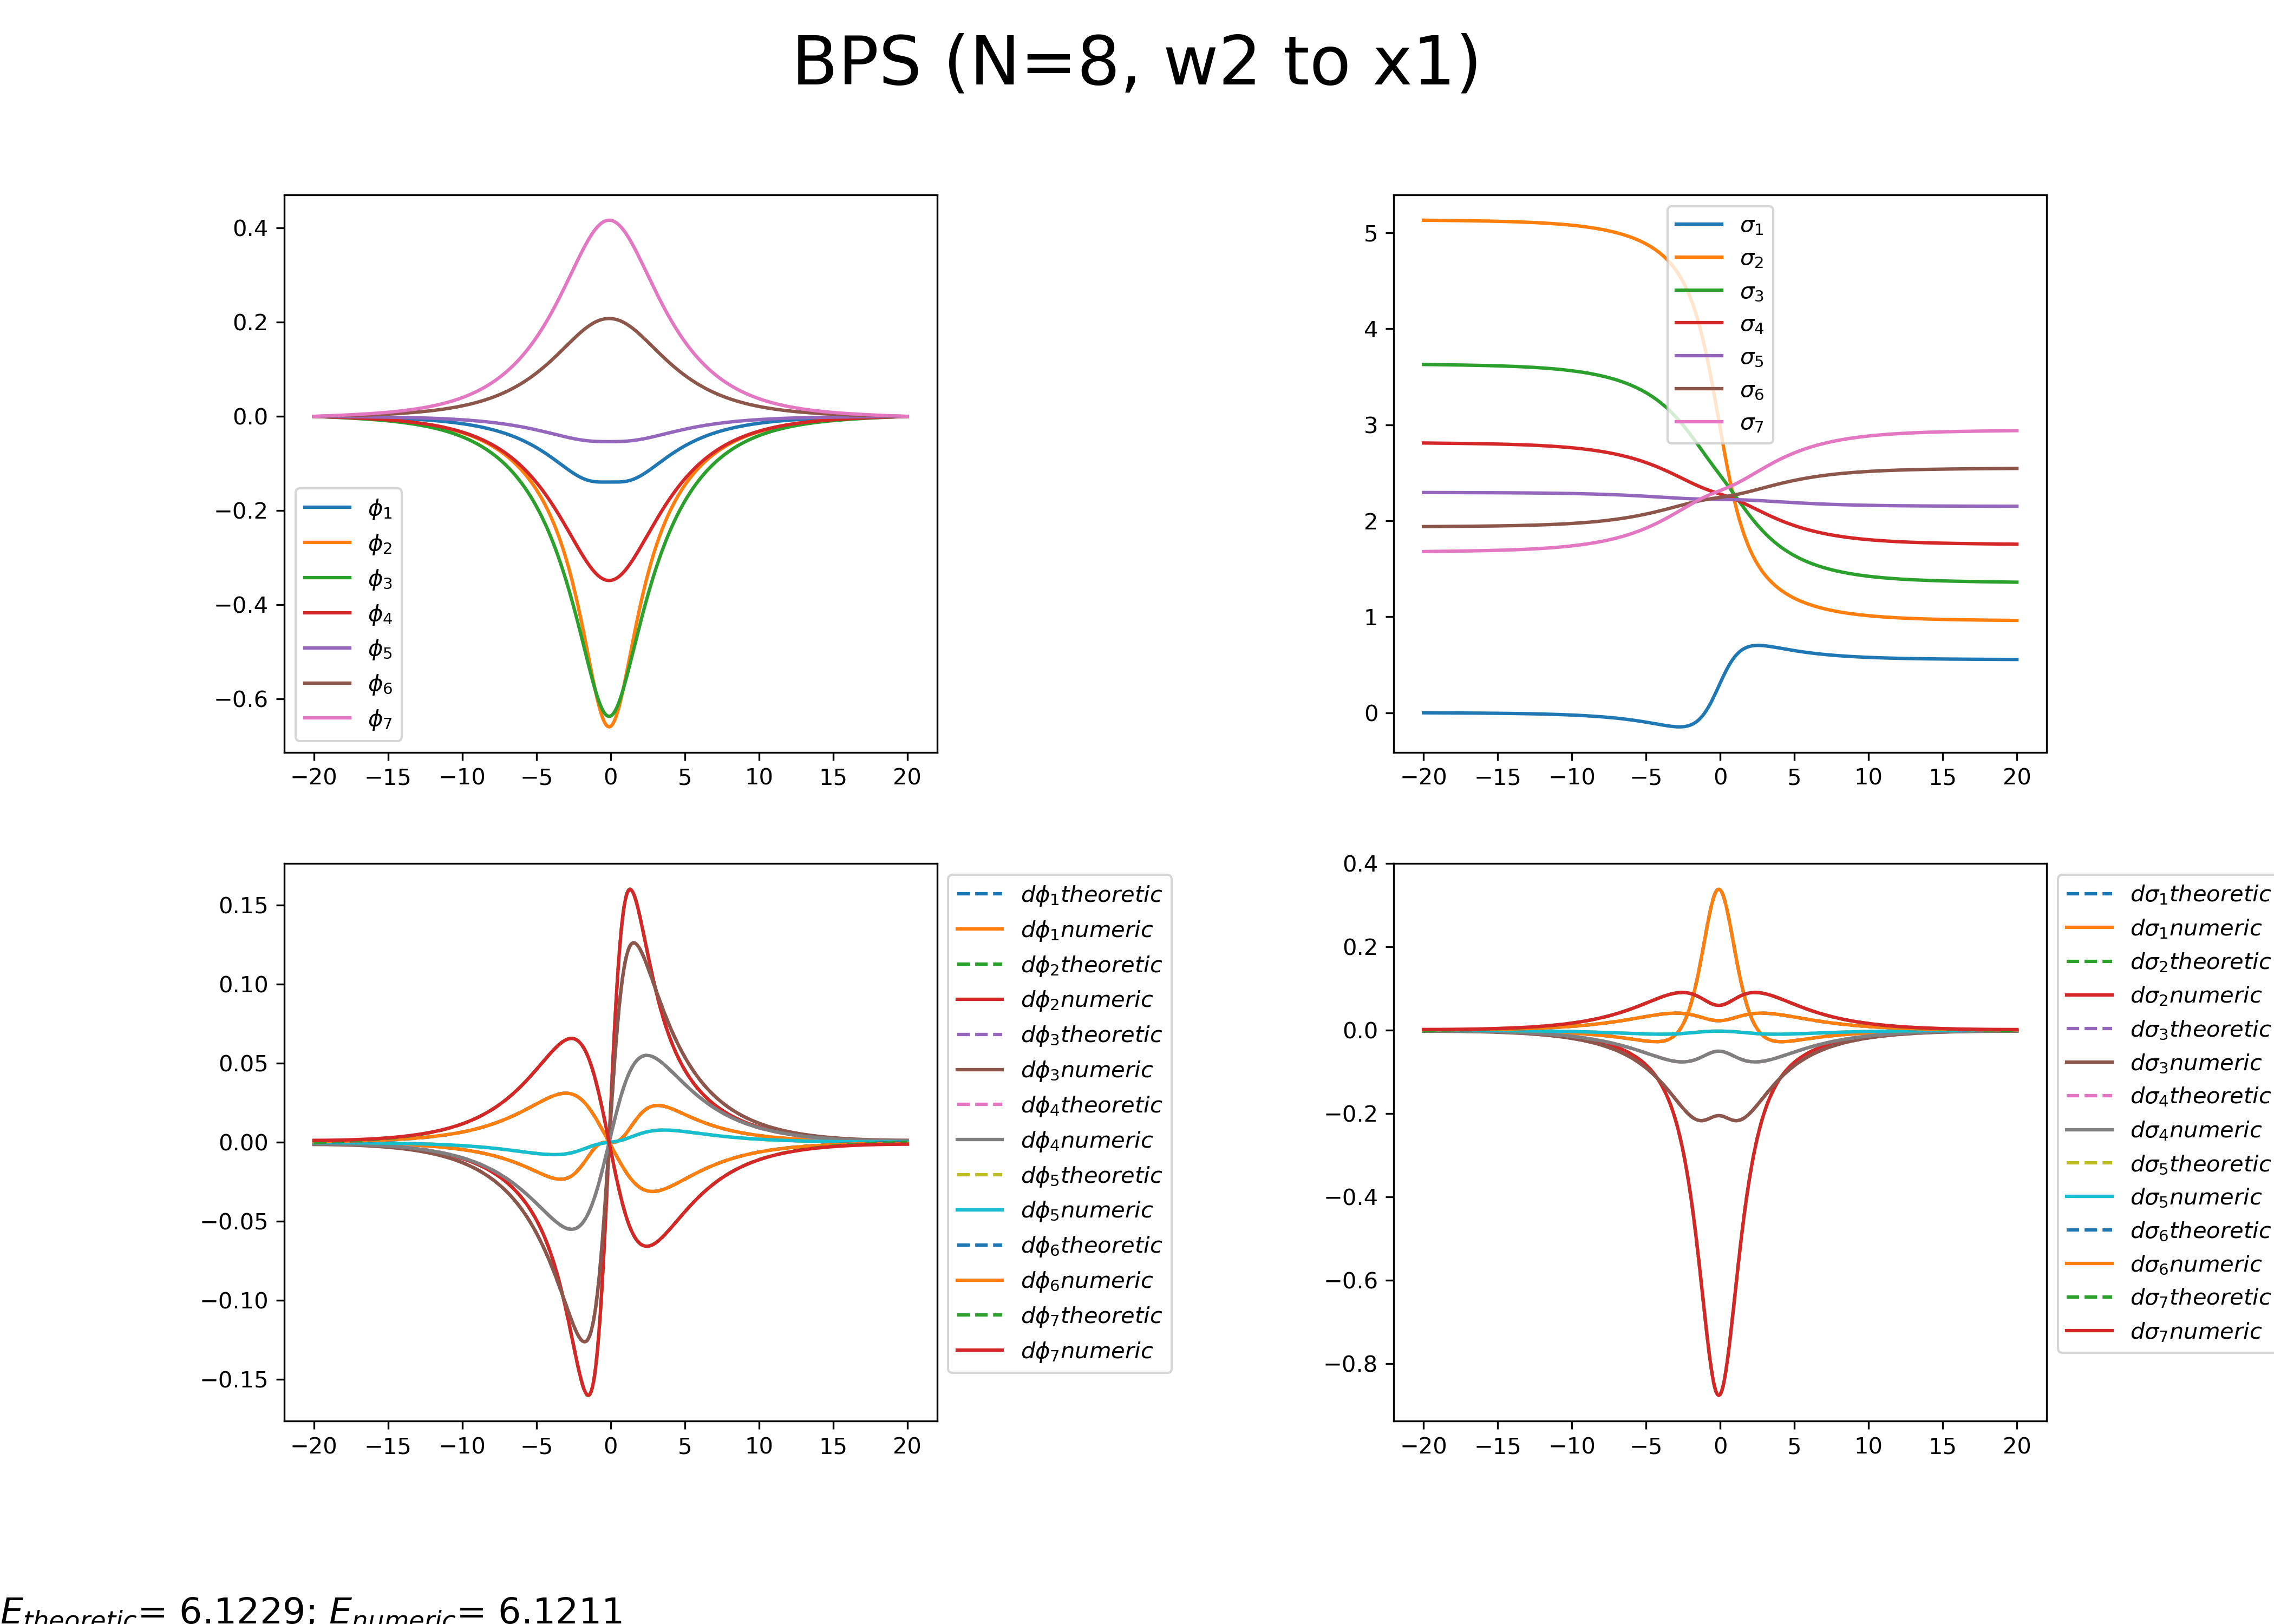 BPS (N=8, w2 to x1)
0.4
0.2
0.0
−0.2
−0.4
−0.6
−20 −15 −10 −5 0 5 10 15 20
ϕ1
ϕ2
ϕ3
ϕ4
ϕ5
ϕ6
ϕ7
5
4
3
2
1
0
−20 −15 −10 −5 0 5 10 15 20
σ1
σ2
σ3
σ4
σ5
σ6
σ7
0.15
0.10
0.05
0.00
−0.05
−0.10
−0.15
−20 −15 −10 −5 0 5 10 15 20
dϕ1theoretic
dϕ1numeric
dϕ2theoretic
dϕ2numeric
dϕ3theoretic
dϕ3numeric
dϕ4theoretic
dϕ4numeric
dϕ5theoretic
dϕ5numeric
dϕ6theoretic
dϕ6numeric
dϕ7theoretic
dϕ7numeric
0.4
0.2
0.0
−0.2
−0.4
−0.6
−0.8
−20 −15 −10 −5 0 5 10 15 20
dσ1theoretic
dσ1numeric
dσ2theoretic
dσ2numeric
dσ3theoretic
dσ3numeric
dσ4theoretic
dσ4numeric
dσ5theoretic
dσ5numeric
dσ6theoretic
dσ6numeric
dσ7theoretic
dσ7numeric
Etheoretic= 6.1229; Enumeric= 6.1211